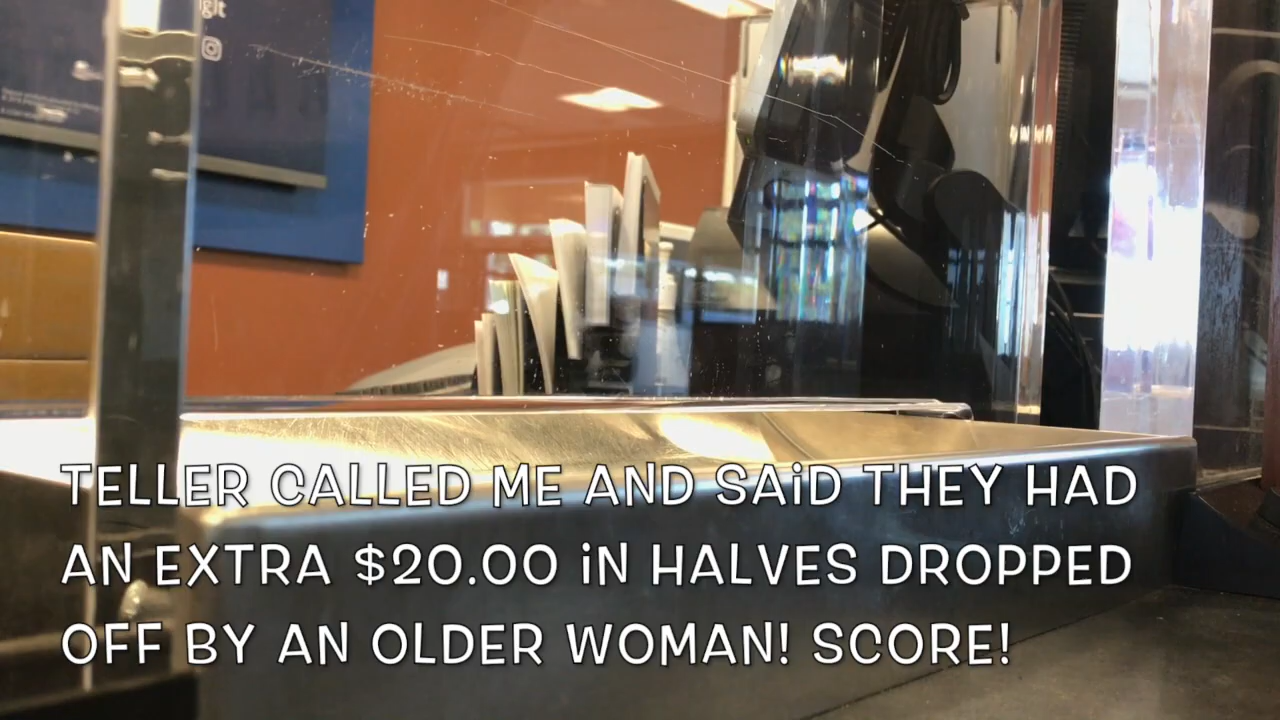 TELLER CALLED ME AND SAiD THEY HAD
AN EXTRA $20.00 iN HALVES DROPPED
OFF BY AN OLDER WOMAN! SCORE!